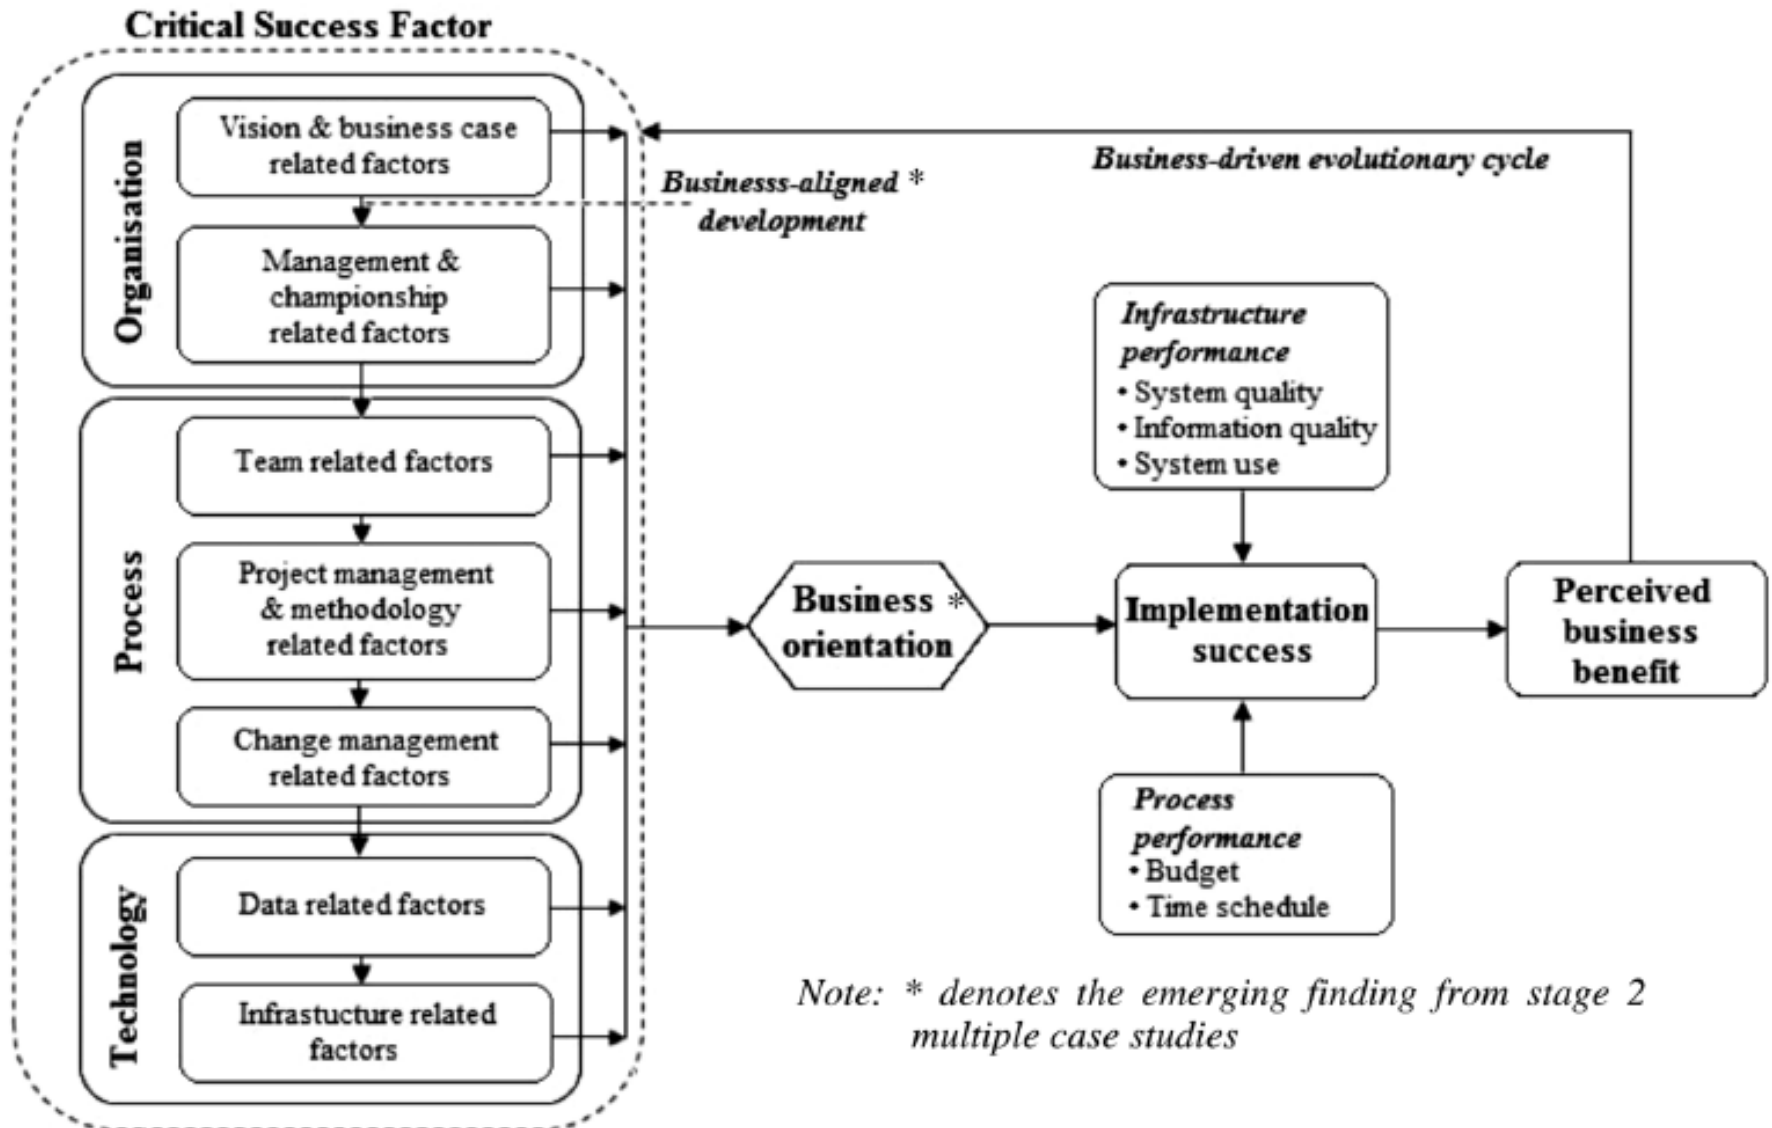 Critical Success Factor
Organisation
Vision & business case
related factors
Management &
championship
related factors
Process
Team related factors
Project management
& methodology
related factors
Change management
related factors
Technology
Data related factors
Infrastucture related
factors
Businesss-aligned *
development
Business-driven evolutionary cycle
Business *
orientation
Infrastructure
performance
• System quality
• Information quality
• System use
Implementation
success
Process
performance
• Budget
• Time schedule
Perceived
business
benefit
Note: * denotes the emerging finding from stage 2
multiple case studies